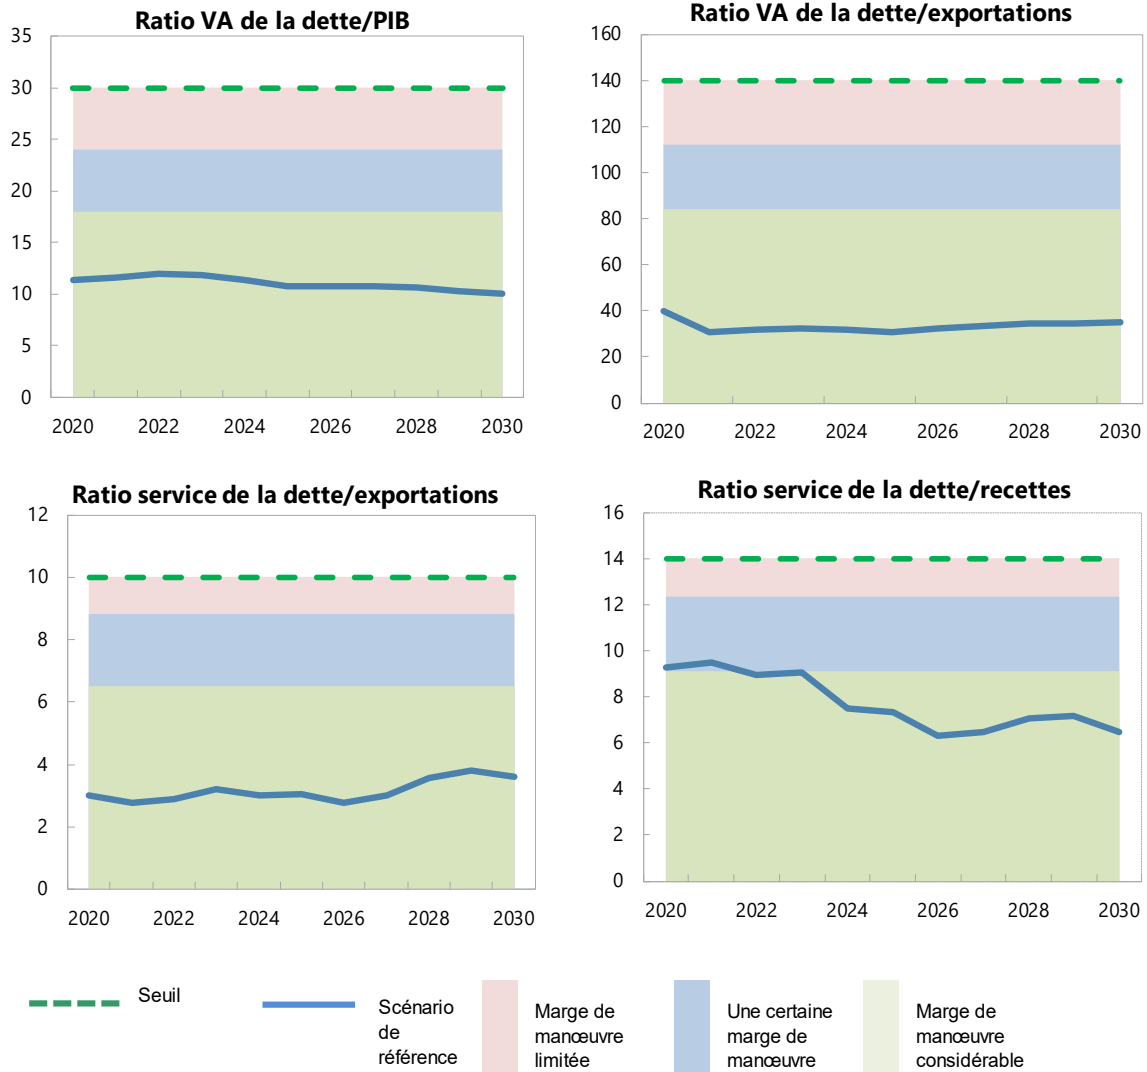 Ratio VA de la dette/PIB
35
30
25
20
15
10
5
0
2020 2022 2024 2026 2028 2030
Ratio VA de la dette/exportations
160
140
120
100
80
60
40
20
0
2020 2022 2024 2026 2028 2030
Ratio service de la dette/exportations
12
10
8
6
4
2
0
2020 2022 2024 2026 2028 2030
Ratio service de la dette/recettes
16
14
12
10
8
6
4
2
0
2020 2022 2024 2026 2028 2030
Seuil
Scénario
de
référence
Marge de
manœuvre
limitée
Une certaine
marge de
manœuvre
Marge de
manœuvre
considérable